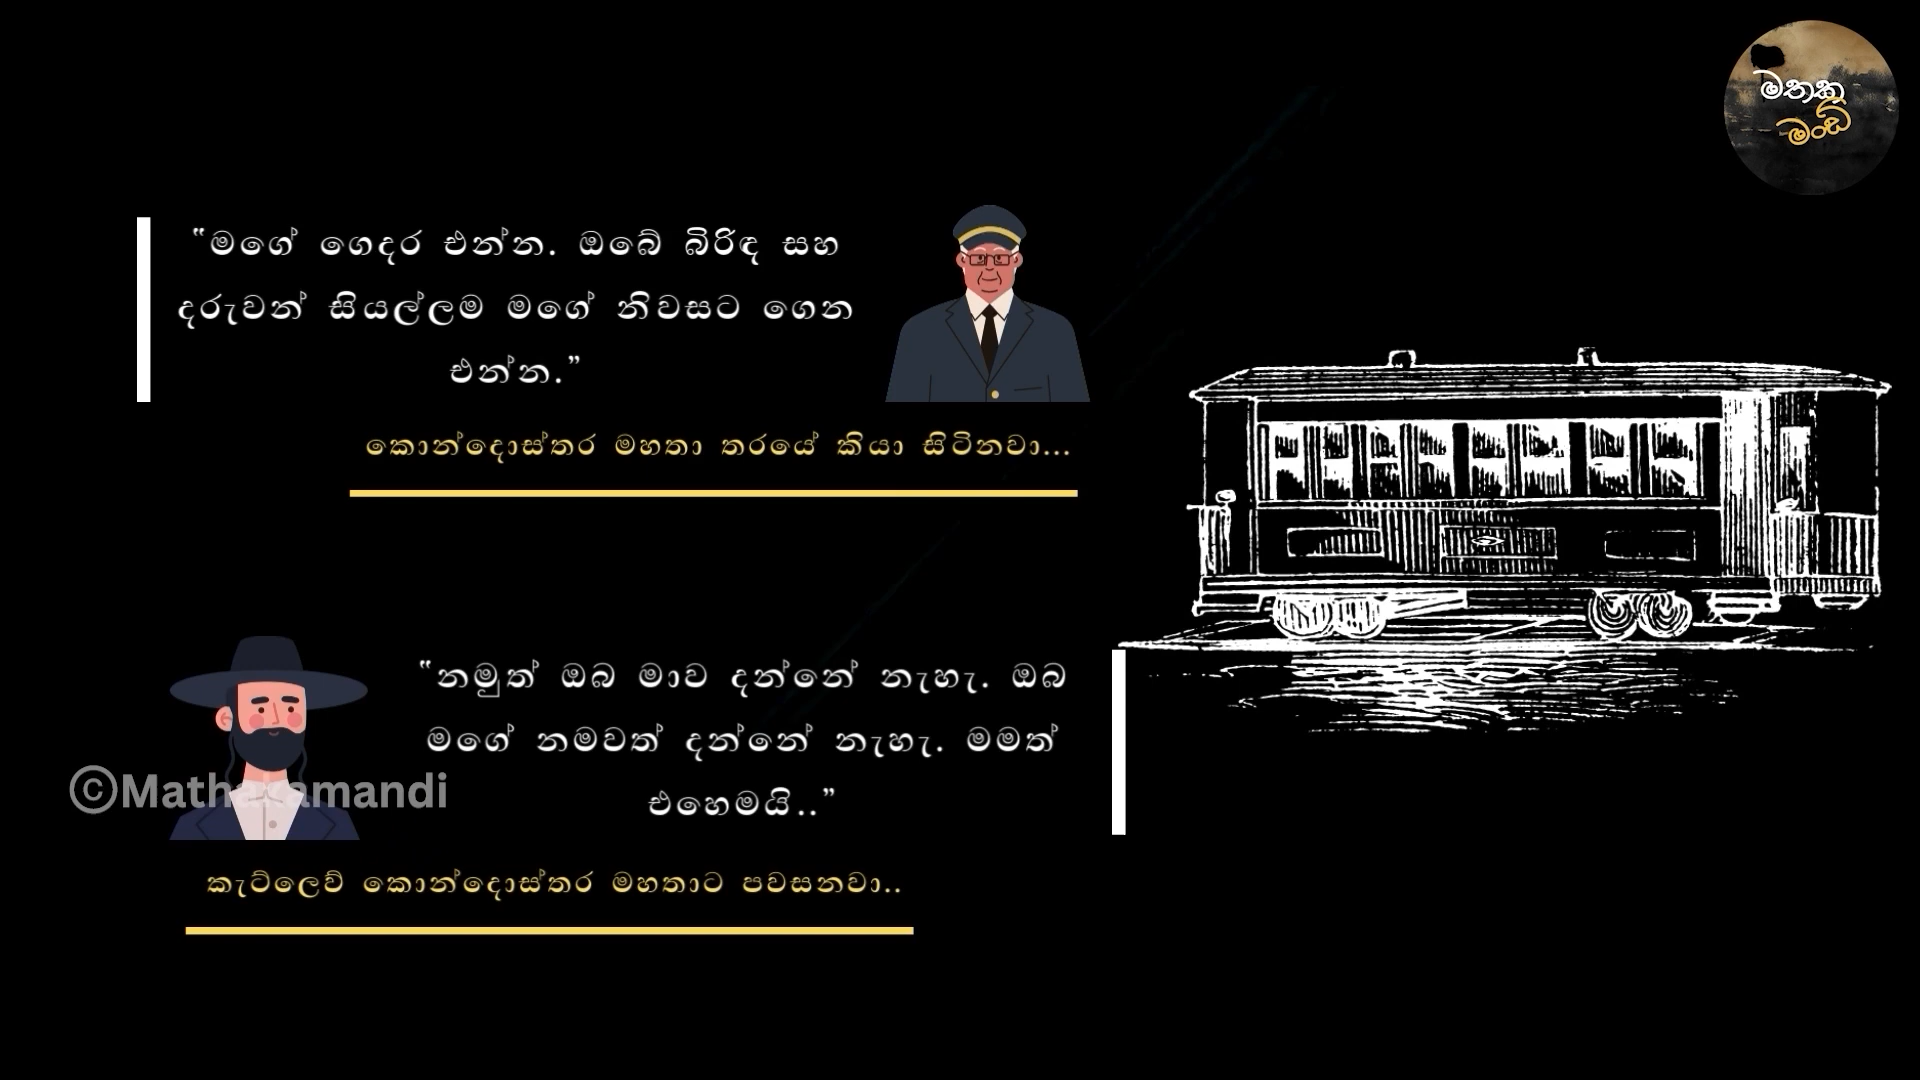 මතක
මංඩි
“මගේ ගෙදර එන්න. ඔබේ බිරිඳ සහ
දරුවන් සියල්ලම මගේ නිවසට ගෙන
එන්න.”
කොන්දොස්තර මහතා තරයේ කියා සිටිනවා...
“නමුත් ඔබ මාව දන්නේ නැහැ. ඔබ
මගේ නමවත් දන්නේ නැහැ. මමත්
එහෙමයි..”
©Mathakamandi
කැට්ලෙව් කොන්දොස්තර මහතාට පවසනවා..